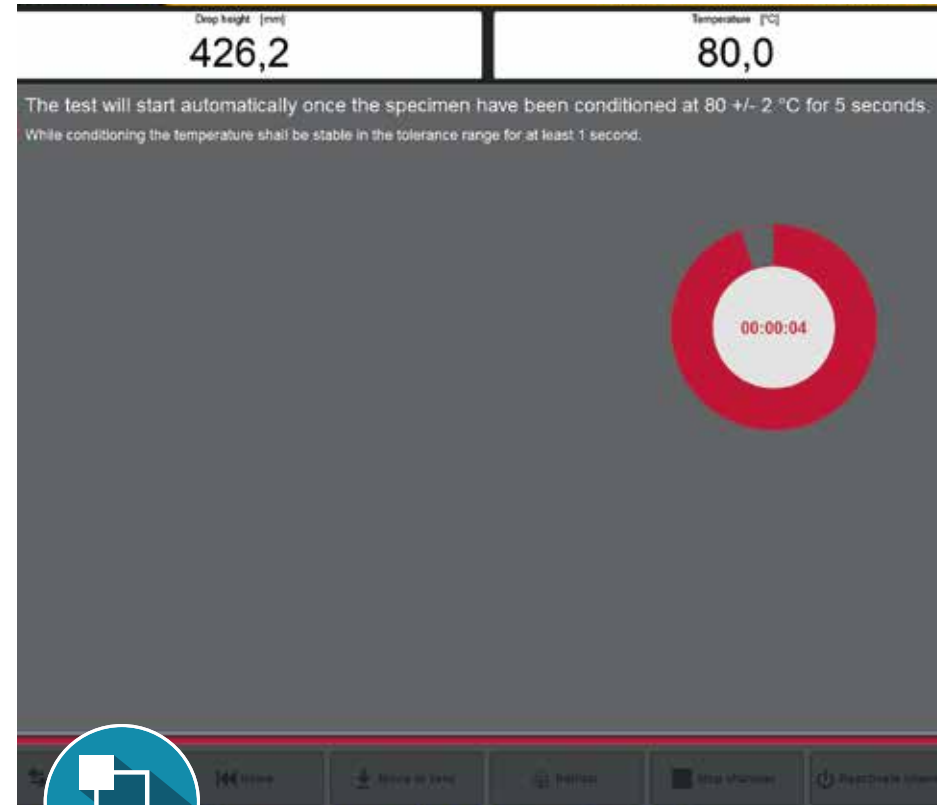 Drop height [mm]
Temperature [°C]
426,2
80,0
The test will start automatically once the specimen have been conditioned at 80 +/- 2 °C for 5 seconds.
While conditioning the temperature shall be stable in the tolerance range for at least 1 second.
00:00:04
Home